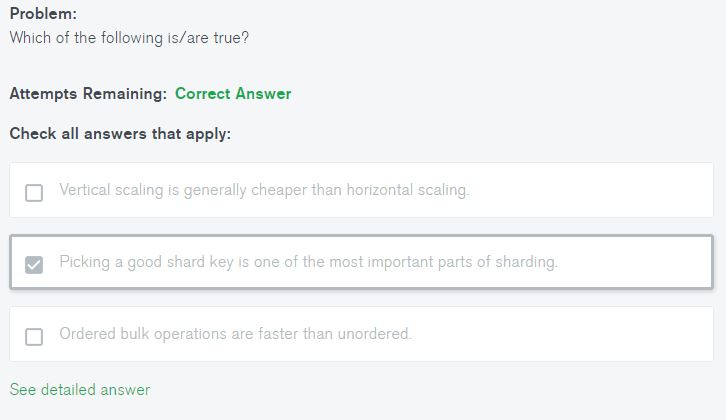 Problem:
Which of the following is/are true?
Attempts Remaining: Correct Answer
Check all answers that apply:
Vertical scaling is generally cheaper than horizontal scaling.
Picking a good shard key is one of the most important parts of sharding.
Ordered bulk operations are faster than unordered.
See detailed answer